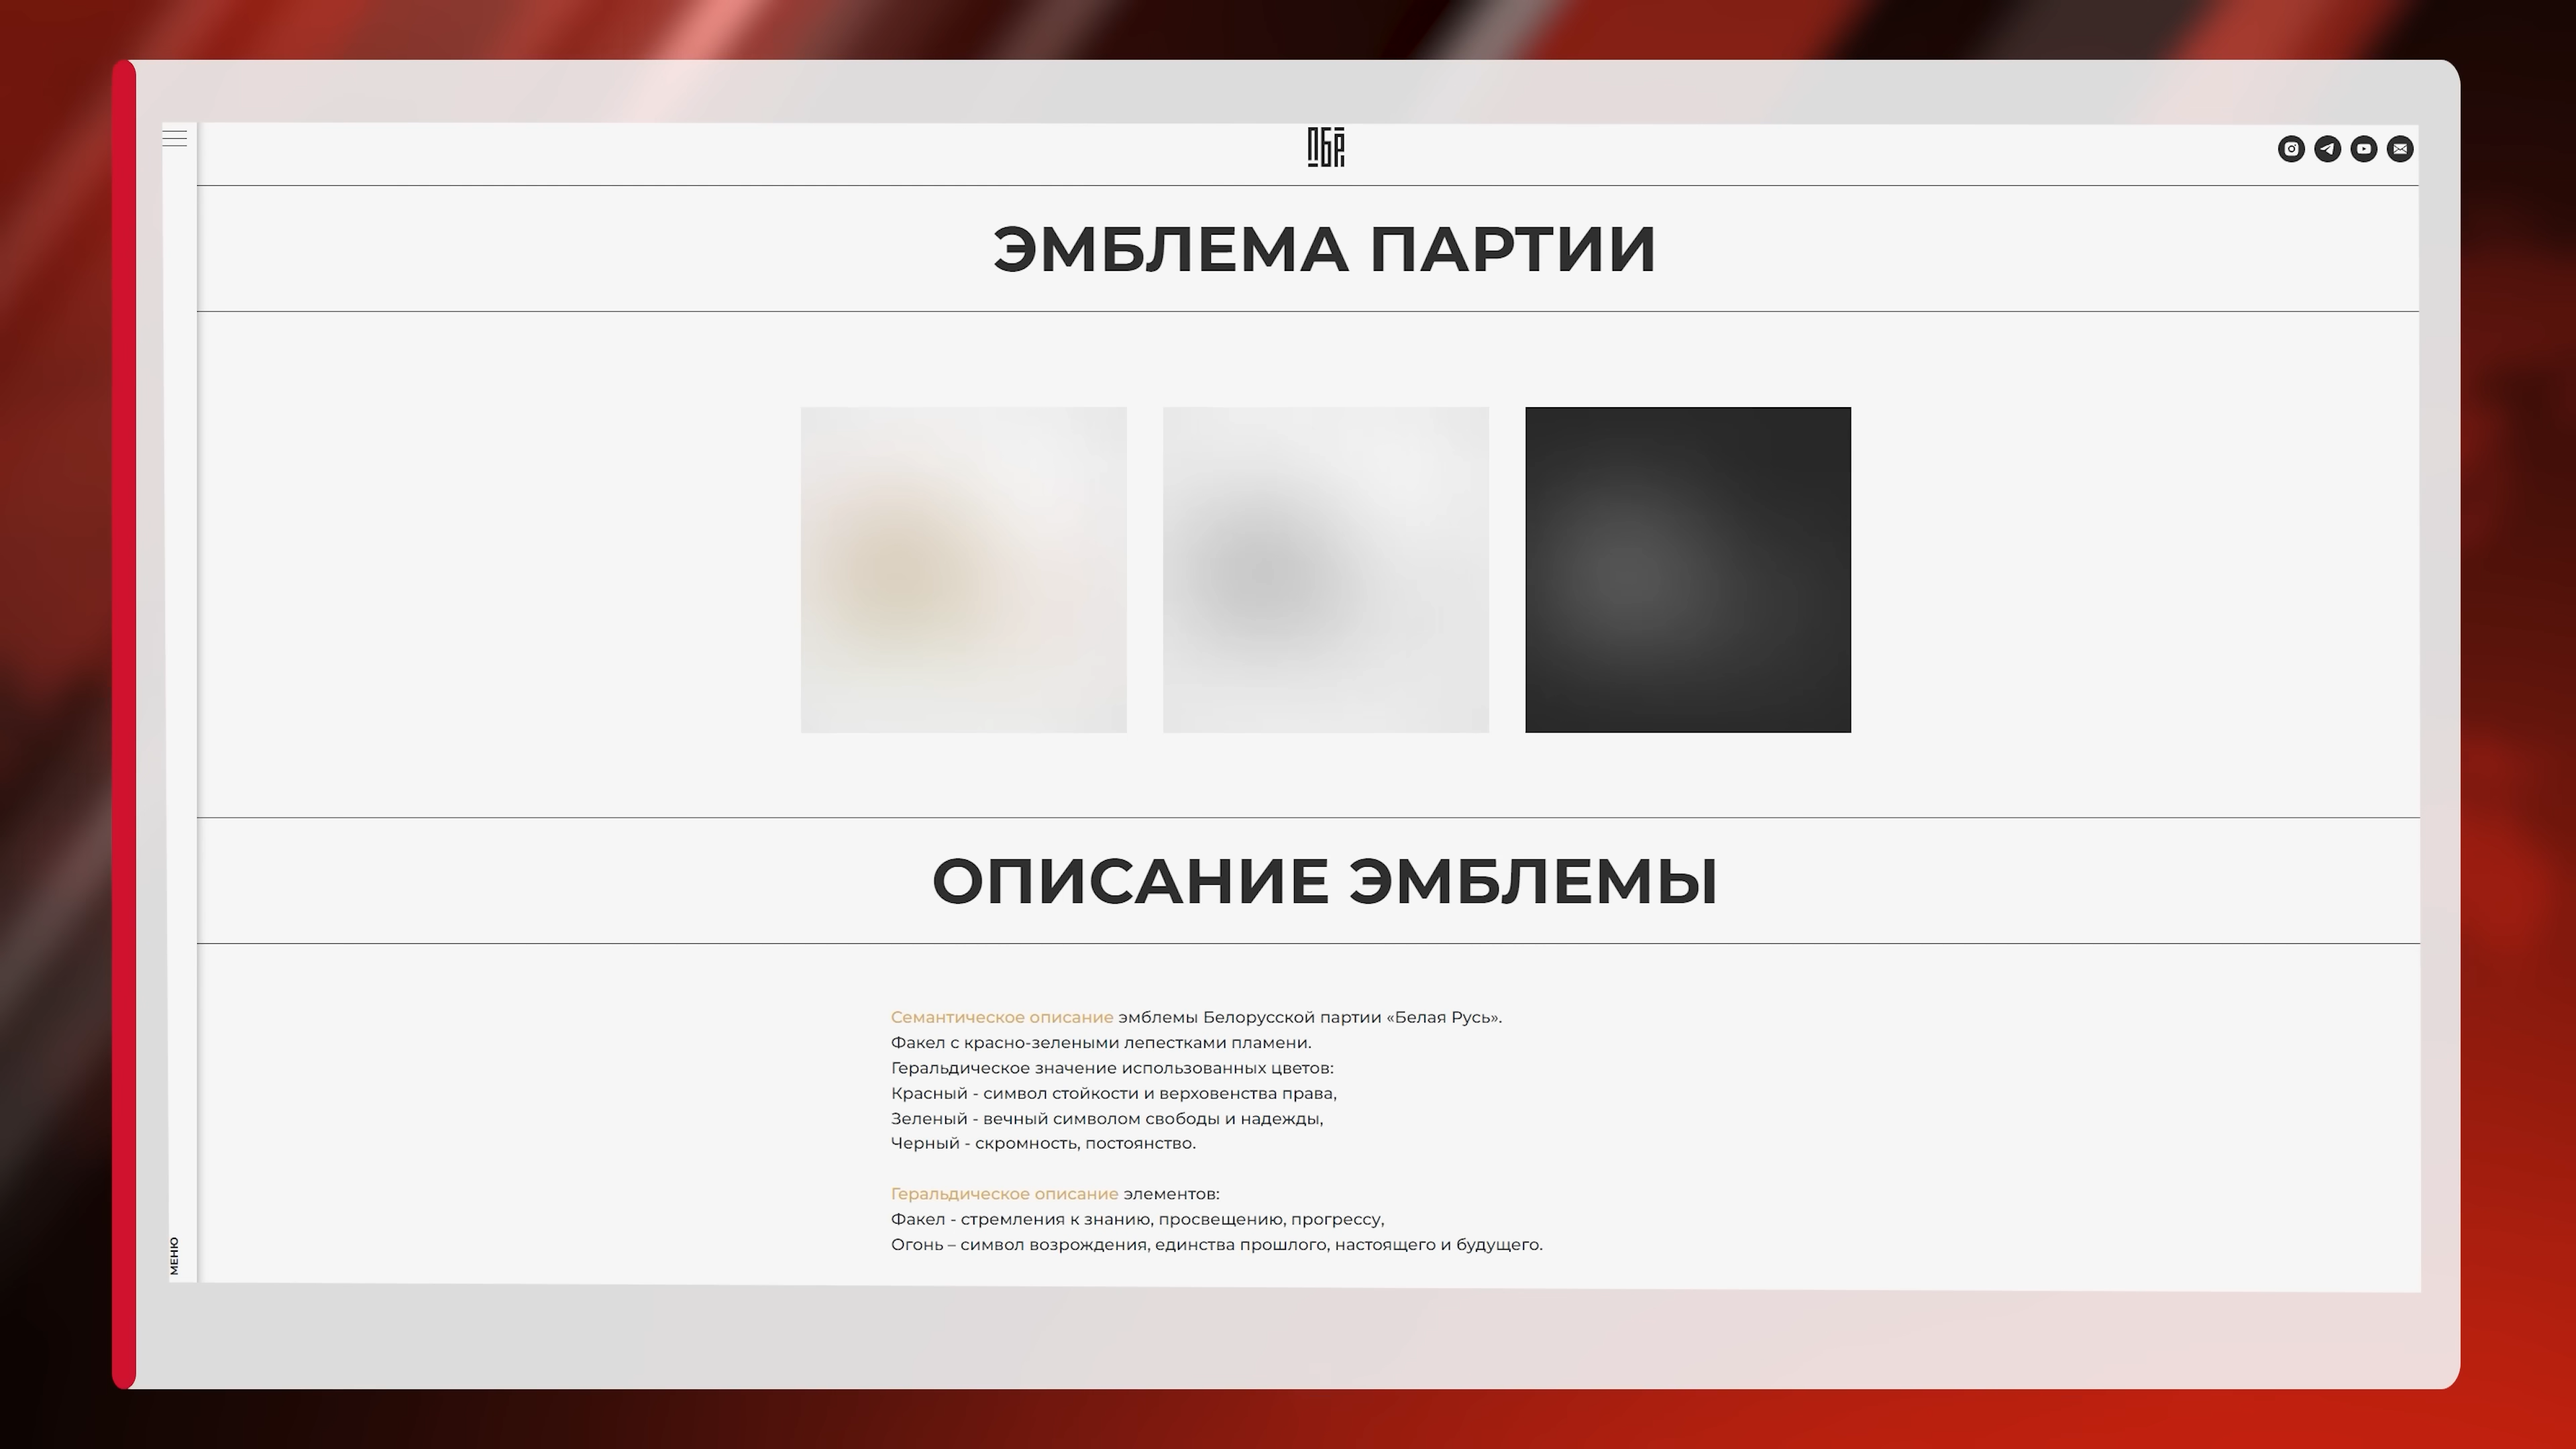 ПБР
ЭМБЛЕМА ПАРТИИ
ОПИСАНИЕ ЭМБЛЕМЫ
Семантическое описание эмблемы Белорусской партии «Белая Русь».
Факел с красно-зелеными лепестками пламени.
Геральдическое значение использованных цветов:
Красный - символ стойкости и верховенства права,
Зеленый - вечный символом свободы и надежды,
Черный - скромность, постоянство.
Геральдическое описание элементов:
Факел - стремления к знанию, просвещению, прогрессу,
Огонь – символ возрождения, единства прошлого, настоящего и будущего.
МЕНЮ